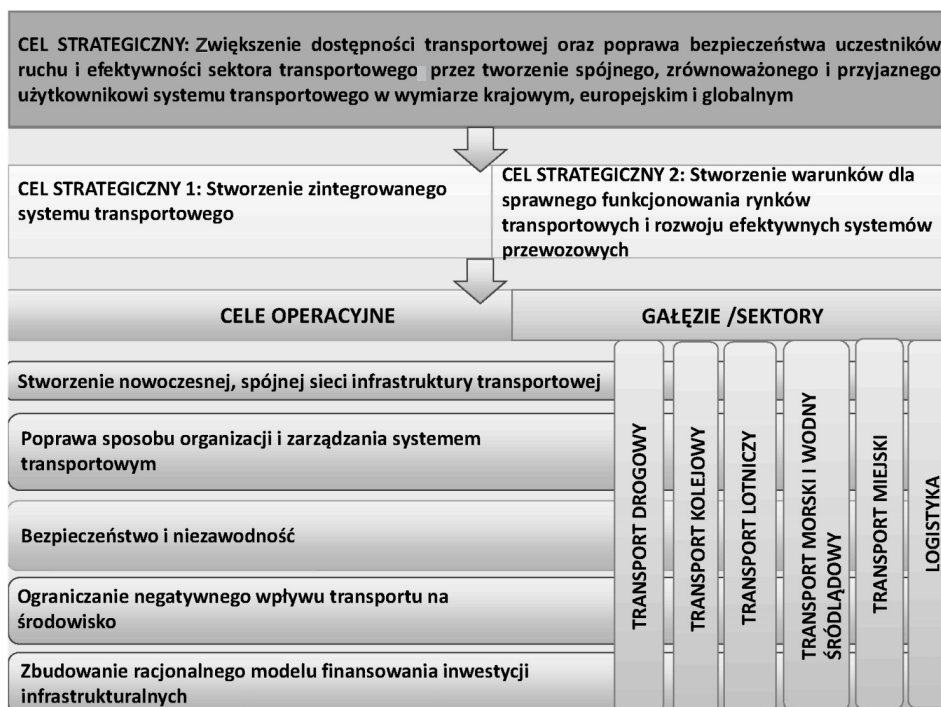 CEL STRATEGICZNY: Zwiększenie dostępności transportowej oraz poprawa bezpieczeństwa uczestników
ruchu i efektywności sektora transportowego przez tworzenie spójnego, zrównoważonego i przyjaznego
użytkownikowi systemu transportowego w wymiarze krajowym, europejskim i globalnym
CEL STRATEGICZNY 1: Stworzenie zintegrowanego
systemu transportowego
CEL STRATEGICZNY 2: Stworzenie warunków dla
sprawnego funkcjonowania rynków
transportowych i rozwoju efektywnych systemów
przewozowych
CELE OPERACYJNE
GAŁĘZIE /SEKTORY
Stworzenie nowoczesnej, spójnej sieci infrastruktury transportowej
Poprawa sposobu organizacji i zarządzania systemem
transportowym
Bezpieczeństwo i niezawodność
Ograniczanie negatywnego wpływu transportu na
środowisko
Zbudowanie racjonalnego modelu finansowania inwestycji
infrastrukturalnych
TRANSPORT DROGOWY
TRANSPORT KOLEJOWY
TRANSPORT LOTNICZY
TRANSPORT MORSKI I WODNY
ŚRÓDLĄDOWY
TRANSPORT MIEJSKI
LOGISTYKA